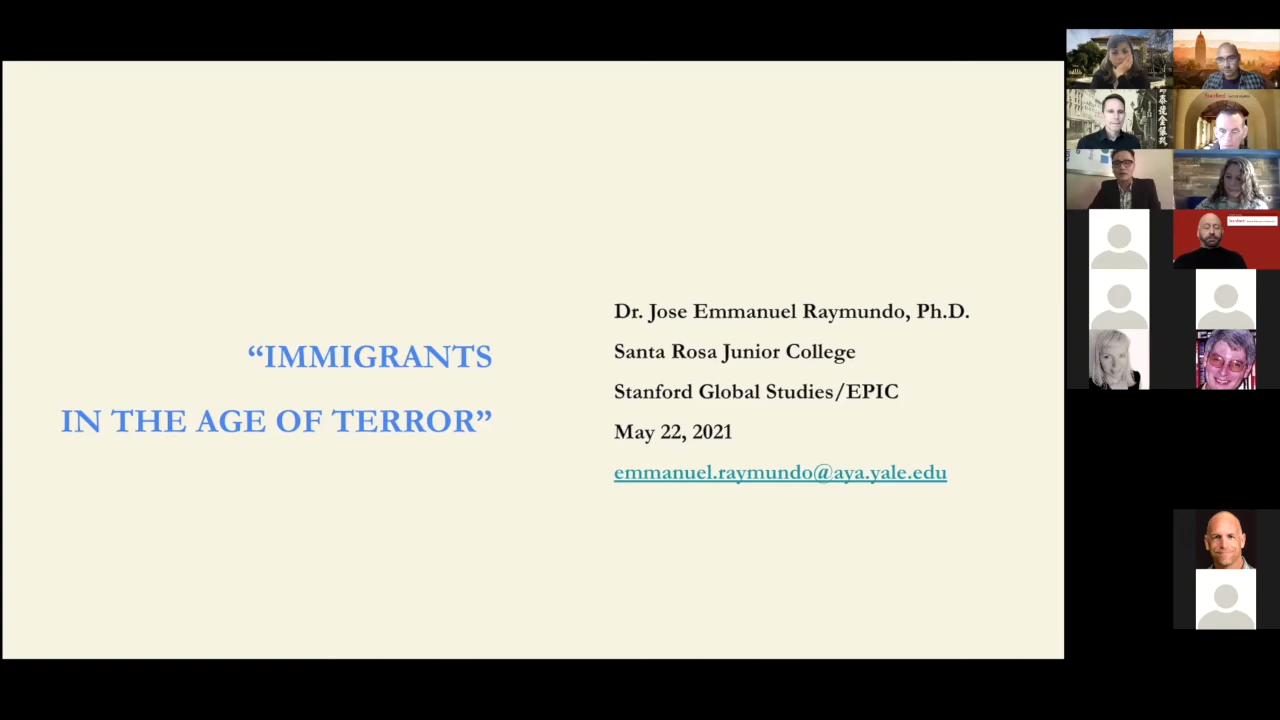 “IMMIGRANTS
IN THE AGE OF TERROR”
Dr. Jose Emmanuel Raymundo, Ph.D.
Santa Rosa Junior College
Stanford Global Studies/EPIC
May 22, 2021
emmanuel.raymundo@aya.yale.edu